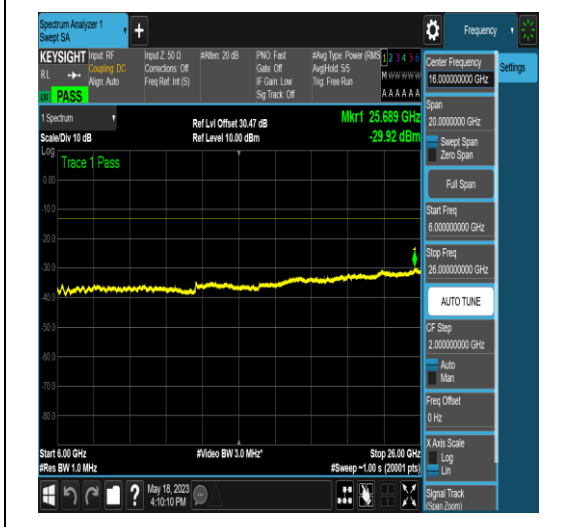 Spectrum Analyzer 1
Swept SA
+
Frequency
KEYSIGHT
RL
PASS
Input: RF
Coupling: DC
Align: Auto
Input Z: 50 Ω
Corrections: Off
Freq Ref: Int (S)
#Atten: 20 dB
PNO: Fast
Gate: Off
IF Gain: Low
Sig Track: Off
#Avg Type: Power (RMS
Avg|Hold: 5/5
Trig: Free Run
1 2 3 4 5 6
M W W W W W
A A A A A A
1 Spectrum
Scale/Div 10 dB
Ref Lvl Offset 30.47 dB
Ref Level 10.00 dBm
Mkr1 25.689 GHz
-29.92 dBm
Log
Trace 1 Pass
0.00
-10.0
-20.0
-30.0
-40.0
-50.0
-60.0
-70.0
-80.0
1
Start 6.00 GHz
#Res BW 1.0 MHz
#Video BW 3.0 MHz*
Stop 26.00 GHz
#Sweep ~1.00 s (20001 pts)
?
May 18, 2023
4:10:10 PM
Center Frequency
16.000000000 GHz
Span
20.0000000 GHz
Swept Span
Zero Span
Full Span
Start Freq
6.000000000 GHz
Stop Freq
26.000000000 GHz
AUTO TUNE
CF Step
2.000000000 GHz
Auto
Man
Freq Offset
0 Hz
X Axis Scale
Log
Lin
Signal Track
(Span Zoom)
Settings